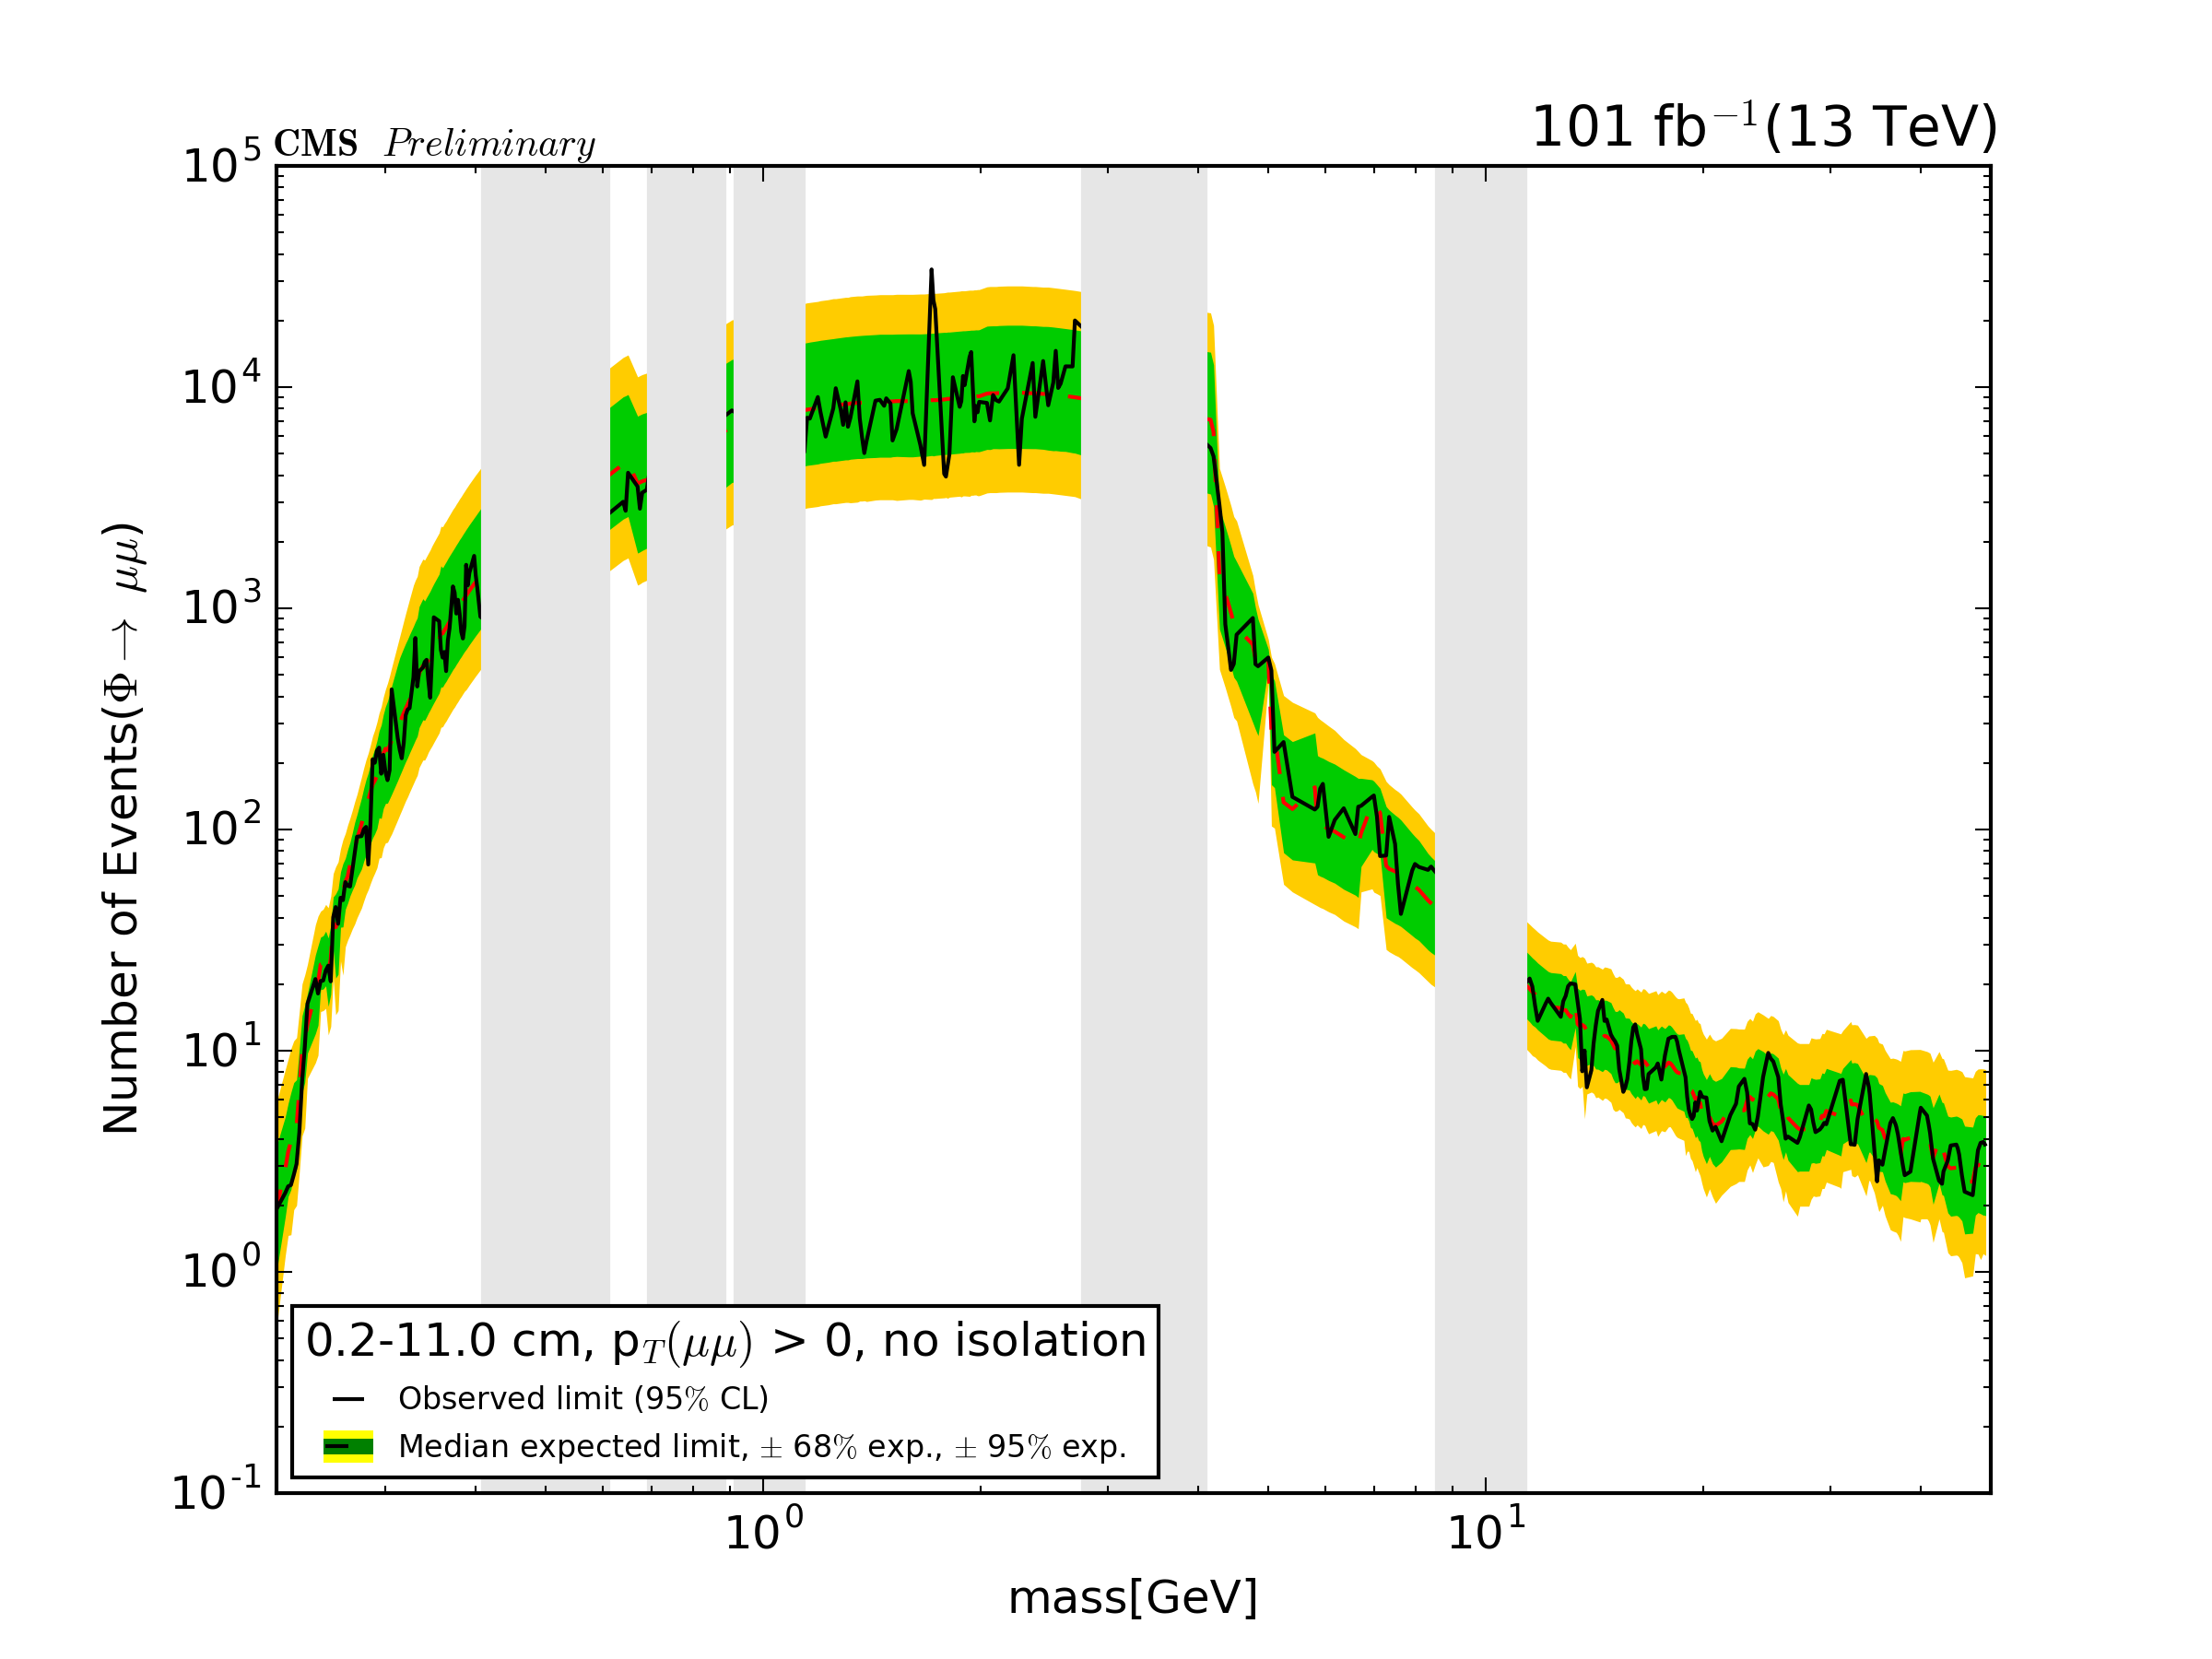 CMS Preliminary
101 fb⁻¹(13 TeV)
Number of Events(Φ → μμ)
10⁵
10⁴
10³
10²
10¹
10⁰
10⁻¹
0.2-11.0 cm, p_T(μμ) > 0, no isolation
Observed limit (95% CL)
Median expected limit, ± 68% exp., ± 95% exp.
10⁰ 10¹
mass[GeV]